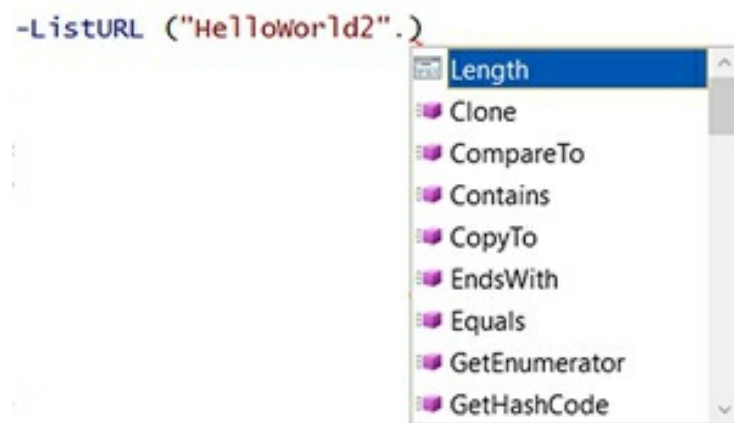 -ListURL ("HelloWorld2".)
Length
Clone
CompareTo
Contains
CopyTo
EndsWith
Equals
GetEnumerator
GetHashCode